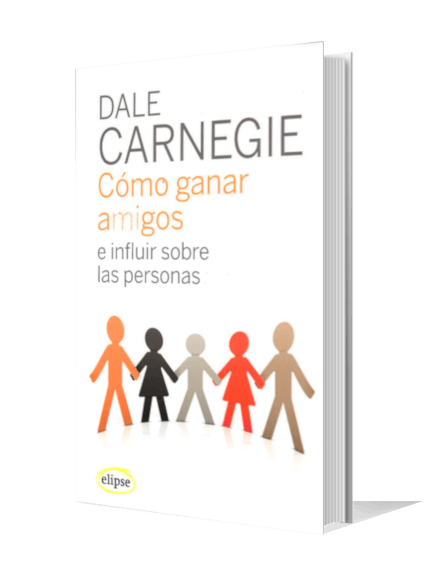 DALE
CARNEGIE
Cómo ganar
amigos
e influir sobre
las personas
elipse